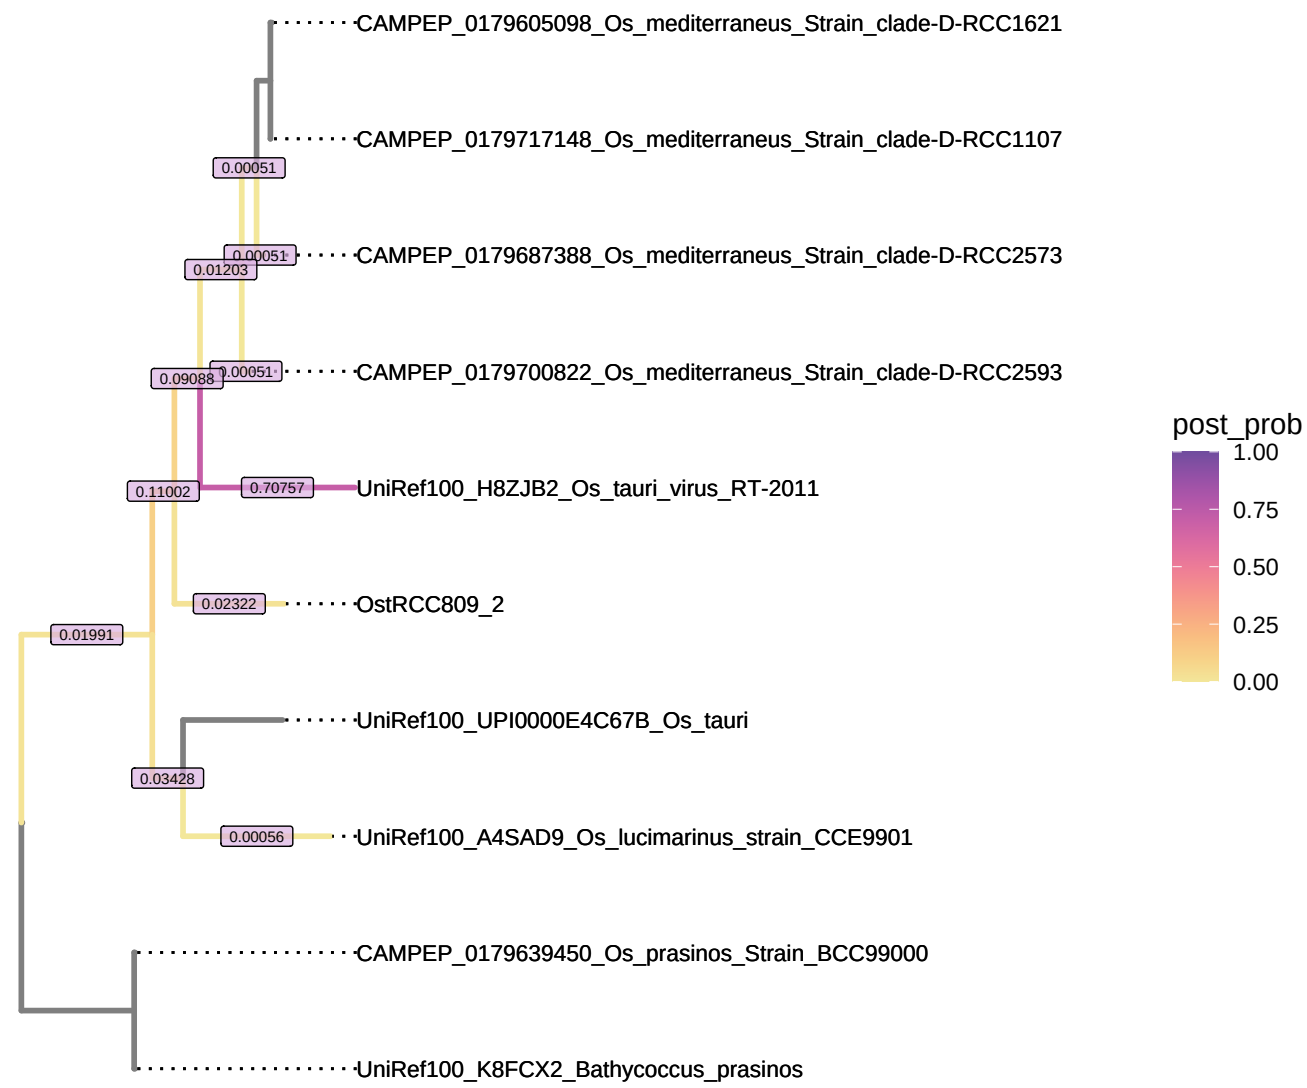 CAMPEP_0179605098_Os_mediterraneus_Strain_clade-D-RCC1621
CAMPEP_0179717148_Os_mediterraneus_Strain_clade-D-RCC1107
0.00051
0.00051
CAMPEP_0179687388_Os_mediterraneus_Strain_clade-D-RCC2573
0.01203
0.00051
CAMPEP_0179700822_Os_mediterraneus_Strain_clade-D-RCC2593
0.09088
post_prob
1.00
0.75
0.50
0.25
0.00
0.11002
0.70757
UniRef100_H8ZJB2_Os_tauri_virus_RT-2011
0.02322
OstRCC809_2
0.01991
UniRef100_UPI0000E4C67B_Os_tauri
0.03428
0.00056
UniRef100_A4SAD9_Os_lucimarinus_strain_CCE9901
CAMPEP_0179639450_Os_prasinos_Strain_BCC99000
UniRef100_K8FCX2_Bathycoccus_prasinos